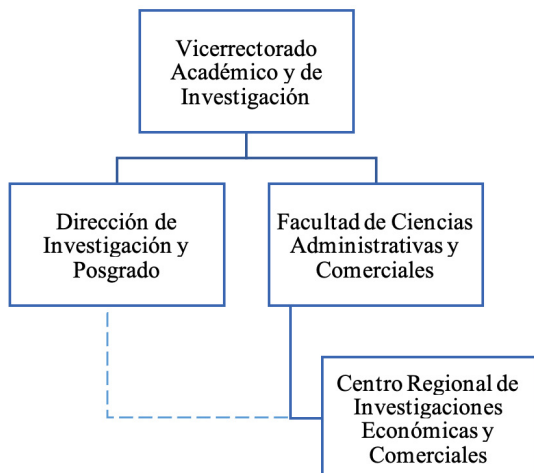 Vicerrectorado
Académico y de
Investigación
Dirección de
Investigación y
Posgrado
Facultad de Ciencias
Administrativas y
Comerciales
Centro Regional de
Investigaciones
Económicas y
Comerciales